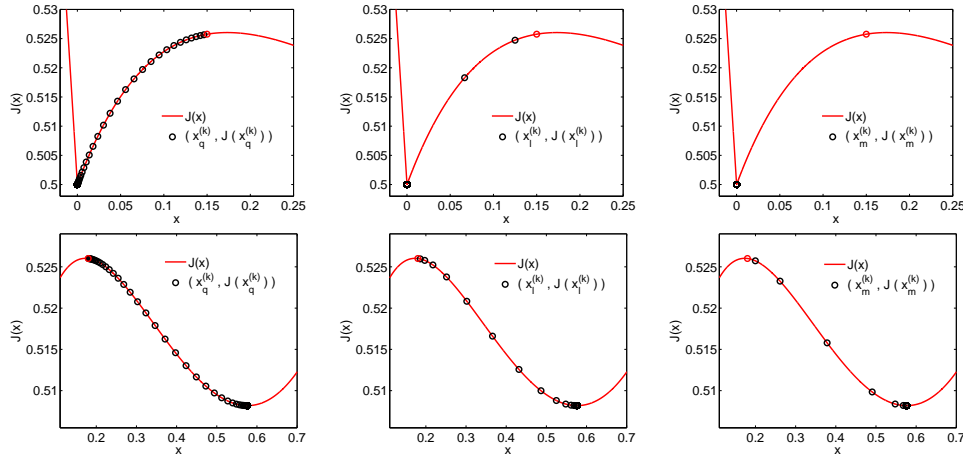 0.53
0.525
0.52
0.515
0.51
0.505
0.5
J(x)
0
0.05
0.1
0.15
0.2
0.25
x
J(x)
( x_q^(k) , J ( x_q^(k) ) )
0.53
0.525
0.52
0.515
0.51
0.505
0.5
J(x)
0
0.05
0.1
0.15
0.2
0.25
x
J(x)
( x_l^(k) , J ( x_l^(k) ) )
0.53
0.525
0.52
0.515
0.51
0.505
0.5
J(x)
0
0.05
0.1
0.15
0.2
0.25
x
J(x)
( x_m^(k) , J ( x_m^(k) ) )
0.525
0.52
0.515
0.51
J(x)
0.2
0.3
0.4
0.5
0.6
0.7
x
J(x)
( x_q^(k) , J ( x_q^(k) ) )
0.525
0.52
0.515
0.51
J(x)
0.2
0.3
0.4
0.5
0.6
0.7
x
J(x)
( x_l^(k) , J ( x_l^(k) ) )
0.525
0.52
0.515
0.51
J(x)
0.2
0.3
0.4
0.5
0.6
0.7
x
J(x)
( x_m^(k) , J ( x_m^(k) ) )